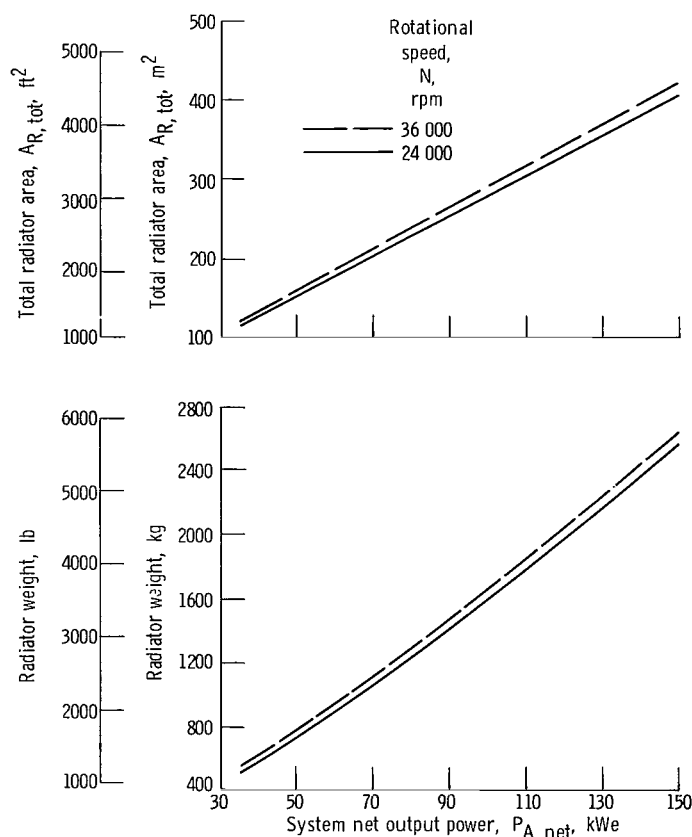 Total radiator area, A_R, tot, ft²
5000
4000
3000
2000
1000
Total radiator area, A_R, tot, m²
500
400
300
200
100
Rotational
speed,
N,
rpm
36 000
24 000
Radiator weight, lb
6000
5000
4000
3000
2000
1000
Radiator weight, kg
2800
2400
2000
1600
1200
800
400
30 50 70 90 110 130 150
System net output power, P_A, net, kWe